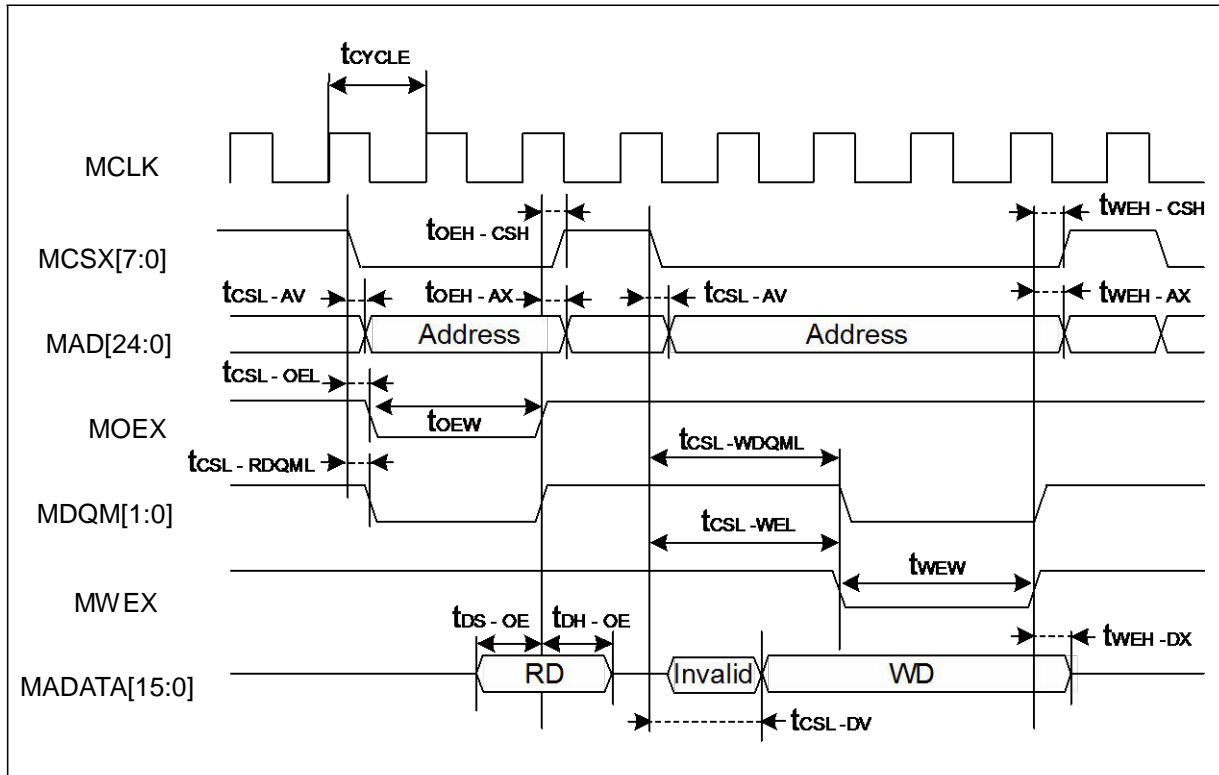 tCYCLE
MCLK
tOEH - CSH
tWEH - CSH
MCSX[7:0]
tCSL - AV
tOEH - AX
tCSL - AV
tWEH - AX
MAD[24:0]
Address
Address
tCSL - OEL
MOEX
tOEW
tCSL - WDQML
tCSL - RDQML
MDQM[1:0]
tCSL - WEL
tWEW
MWEX
tDS - OE
tDH - OE
tWEH - DX
MADATA[15:0]
RD
Invalid
WD
tCSL - DV